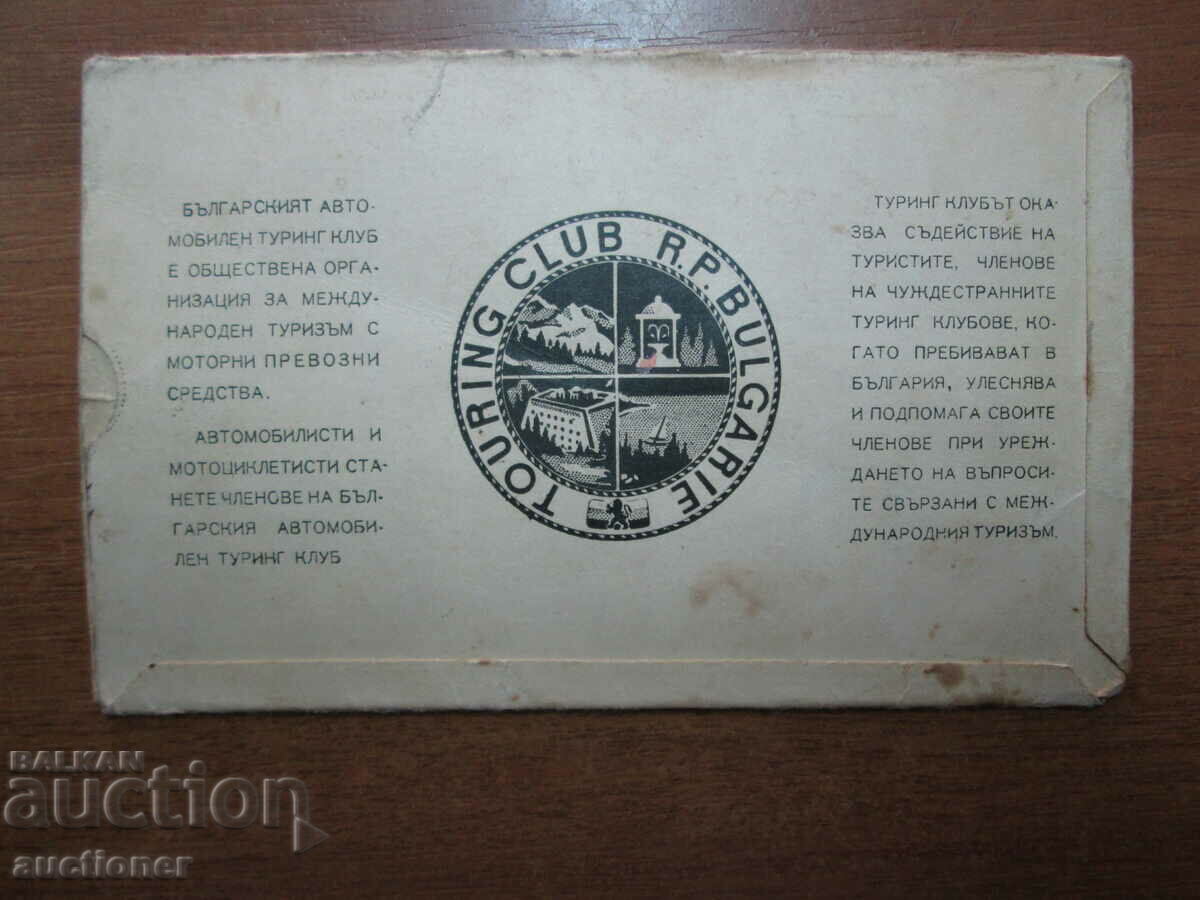 БЪЛГАРСКИЯТ АВТО-
МОБИЛЕН ТУРИНГ КЛУБ
Е ОБЩЕСТВЕНА ОРГА-
НИЗАЦИЯ ЗА МЕЖДУ-
НАРОДЕН ТУРИЗЪМ С
МОТОРНИ ПРЕВОЗНИ
СРЕДСТВА.
АВТОМОБИЛИСТИ И
МОТОЦИКЛЕТИСТИ СТА-
НЕТЕ ЧЛЕНОВЕ НА БЪЛ-
ГАРСКИЯ АВТОМОБИ-
ЛЕН ТУРИНГ КЛУБ
TOURING CLUB R.P. BULGARIE
ТУРИНГ КЛУБЪТ ОКА-
ЗВА СЪДЕЙСТВИЕ НА
ТУРИСТИТЕ, ЧЛЕНОВЕ
НА ЧУЖДЕСТРАННИТЕ
ТУРИНГ КЛУБОВЕ, КО-
ГАТО ПРЕБИВАВАТ В
БЪЛГАРИЯ, УЛЕСНЯВА
И ПОДПОМАГА СВОИТЕ
ЧЛЕНОВЕ ПРИ УРЕЖ-
ДАНЕТО НА ВЪПРОСИ-
ТЕ СВЪРЗАНИ С МЕЖ-
ДУНАРОДНИЯ ТУРИЗЪМ.
BALKAN
auction
auctioner